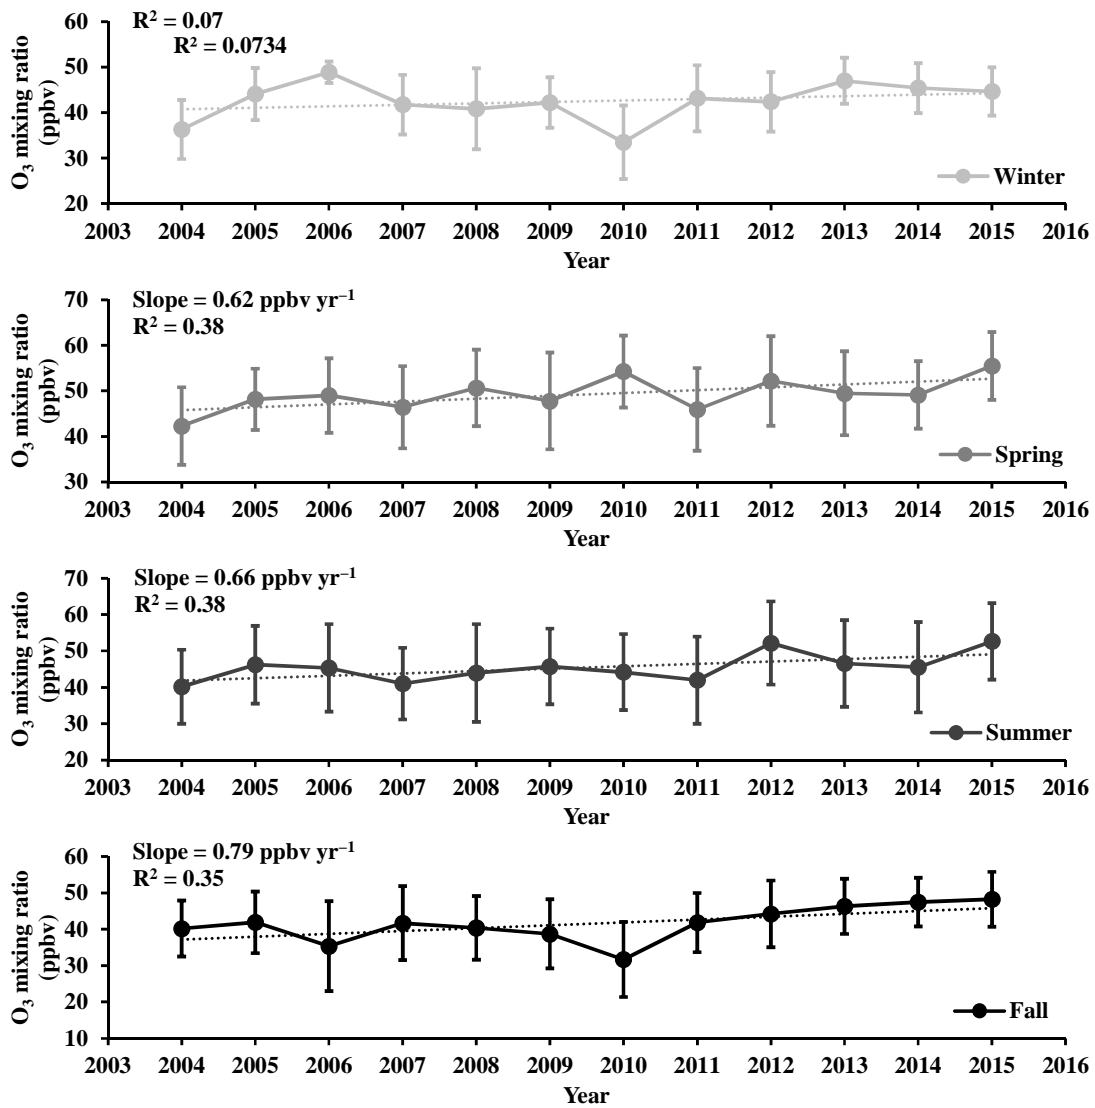 R² = 0.07
R² = 0.0734
O₃ mixing ratio
(ppbv)
60
50
40
30
20
Winter
2003 2004 2005 2006 2007 2008 2009 2010 2011 2012 2013 2014 2015 2016
Year
Slope = 0.62 ppbv yr⁻¹
R² = 0.38
O₃ mixing ratio
(ppbv)
70
60
50
40
30
Spring
2003 2004 2005 2006 2007 2008 2009 2010 2011 2012 2013 2014 2015 2016
Year
Slope = 0.66 ppbv yr⁻¹
R² = 0.38
O₃ mixing ratio
(ppbv)
70
60
50
40
30
20
Summer
2003 2004 2005 2006 2007 2008 2009 2010 2011 2012 2013 2014 2015 2016
Year
Slope = 0.79 ppbv yr⁻¹
R² = 0.35
O₃ mixing ratio
(ppbv)
60
50
40
30
20
10
Fall
2003 2004 2005 2006 2007 2008 2009 2010 2011 2012 2013 2014 2015 2016
Year